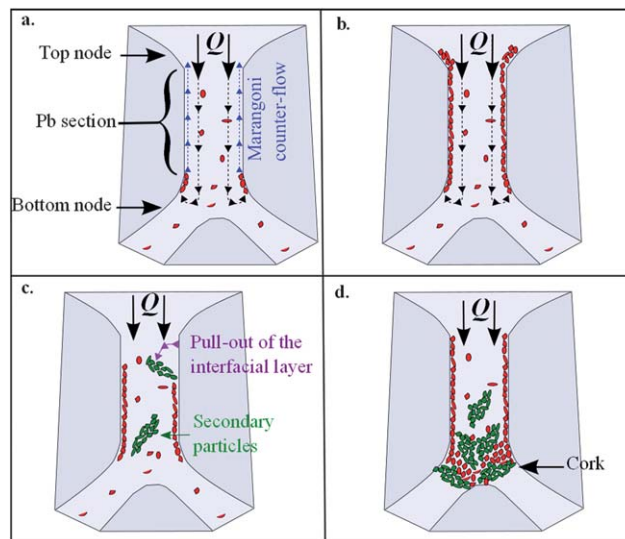 a.
Top node
Q
Pb section
Marangoni
counter-flow
Bottom node
b.
Q
c.
Q
Pull-out of the
interfacial layer
Secondary
particles
d.
Q
Cork